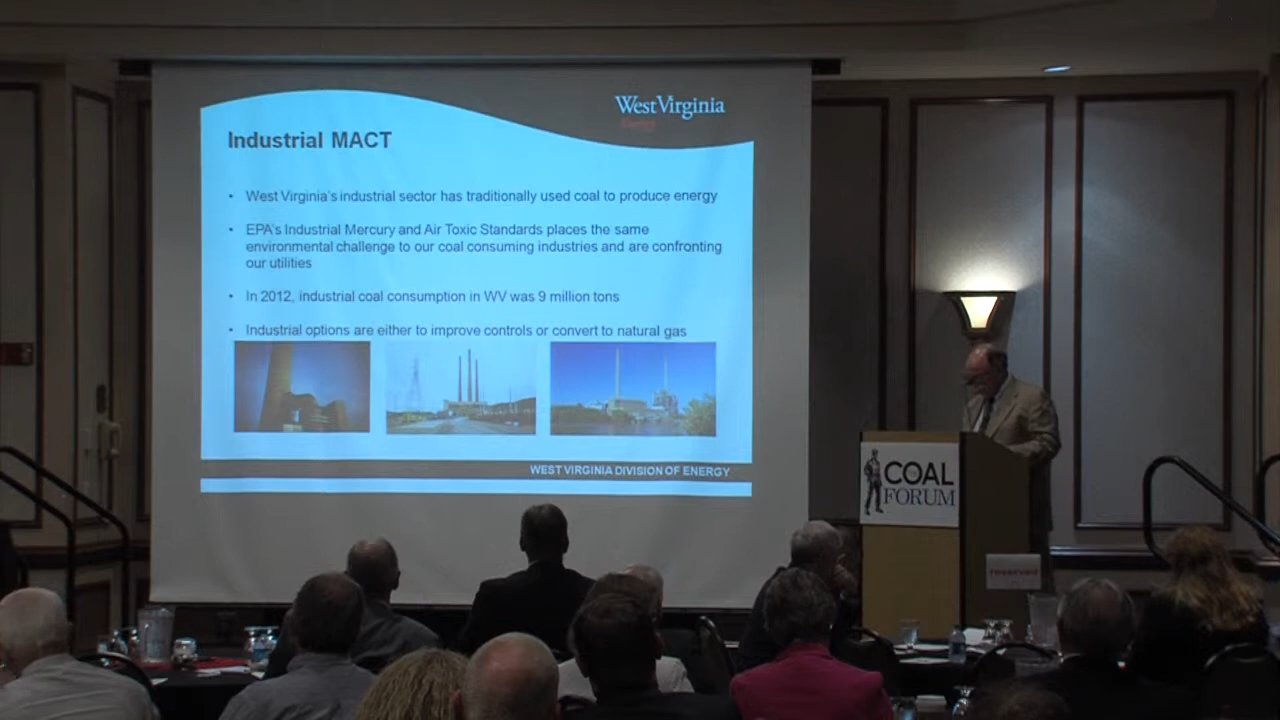 West Virginia
Energy
Industrial MACT
• West Virginia's industrial sector has traditionally used coal to produce energy
• EPA's Industrial Mercury and Air Toxic Standards places the same
environmental challenge to our coal consuming industries and are confronting
our utilities
• In 2012, industrial coal consumption in WV was 9 million tons
• Industrial options are either to improve controls or convert to natural gas
WEST VIRGINIA DIVISION OF ENERGY
COAL
FORUM
reserved